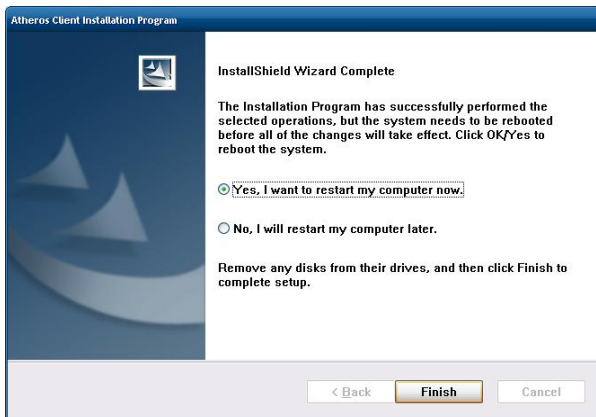 Atheros Client Installation Program
InstallShield Wizard Complete
The Installation Program has successfully performed the
selected operations, but the system needs to be rebooted
before all of the changes will take effect. Click OK/Yes to
reboot the system.
Yes, I want to restart my computer now.
No, I will restart my computer later.
Remove any disks from their drives, and then click Finish to
complete setup.
< Back Finish Cancel